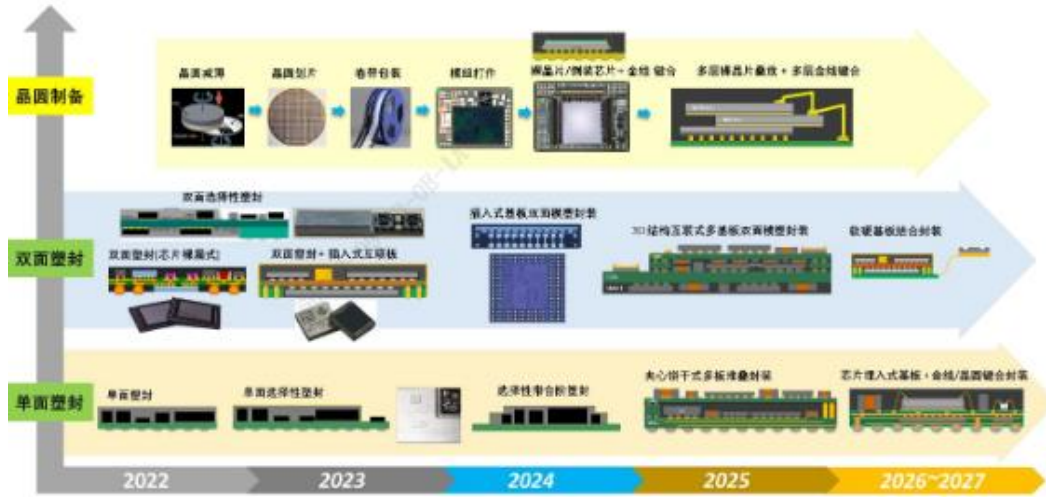 晶圆制备
晶圆减薄
晶圆划片
卷带包装
模组打件
裸晶片/倒装芯片+金线 键合
多层裸晶片叠放 + 多层金线键合
双面塑封
双面选择性塑封
双面塑封(芯片裸漏式)
双面塑封+ 插入式互联板
插入式基板双面模塑封装
3D结构互联式多基板双面模塑封装
软硬基板结合封装
单面塑封
单面塑封
单面选择性塑封
选择性带台阶塑封
夹心饼干式多板堆叠封装
芯片埋入式基板+金线/晶圆键合封装
2022
2023
2024
2025
2026~2027